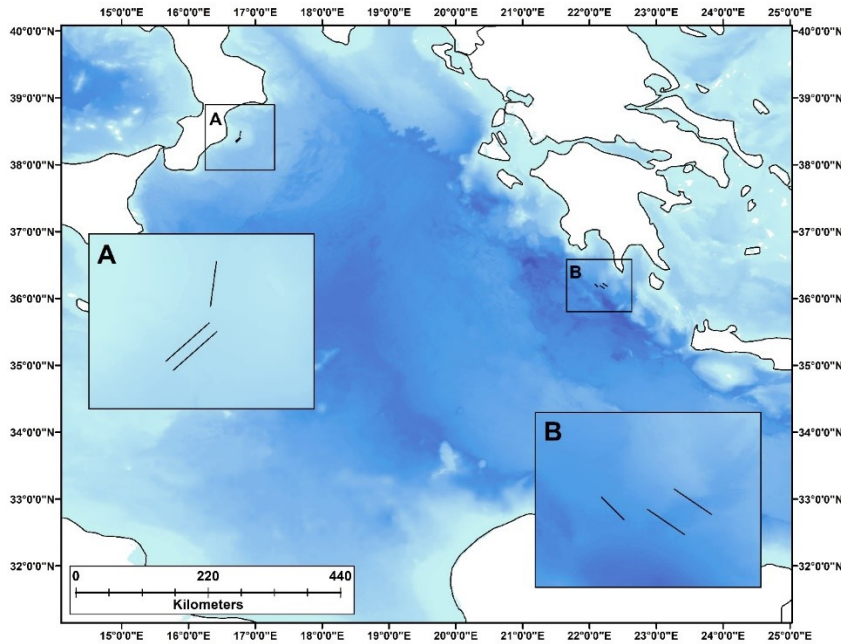 15°0'0"E 16°0'0"E 17°0'0"E 18°0'0"E 19°0'0"E 20°0'0"E 21°0'0"E 22°0'0"E 23°0'0"E 24°0'0"E 25°0'0"E
40°0'0"N 40°0'0"N
39°0'0"N 39°0'0"N
A
38°0'0"N 38°0'0"N
37°0'0"N 37°0'0"N
A
B
36°0'0"N 36°0'0"N
35°0'0"N 35°0'0"N
34°0'0"N 34°0'0"N
B
33°0'0"N 33°0'0"N
32°0'0"N 32°0'0"N
0 220 440
Kilometers
15°0'0"E 16°0'0"E 17°0'0"E 18°0'0"E 19°0'0"E 20°0'0"E 21°0'0"E 22°0'0"E 23°0'0"E 24°0'0"E 25°0'0"E